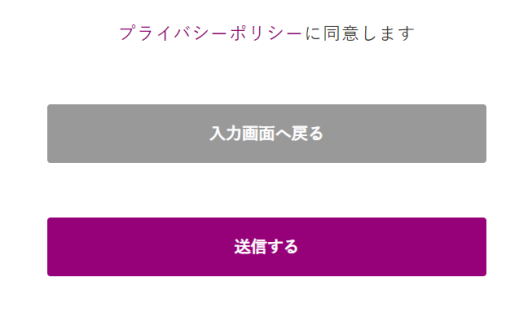 プライバシーポリシーに同意します
入力画面へ戻る
送信する